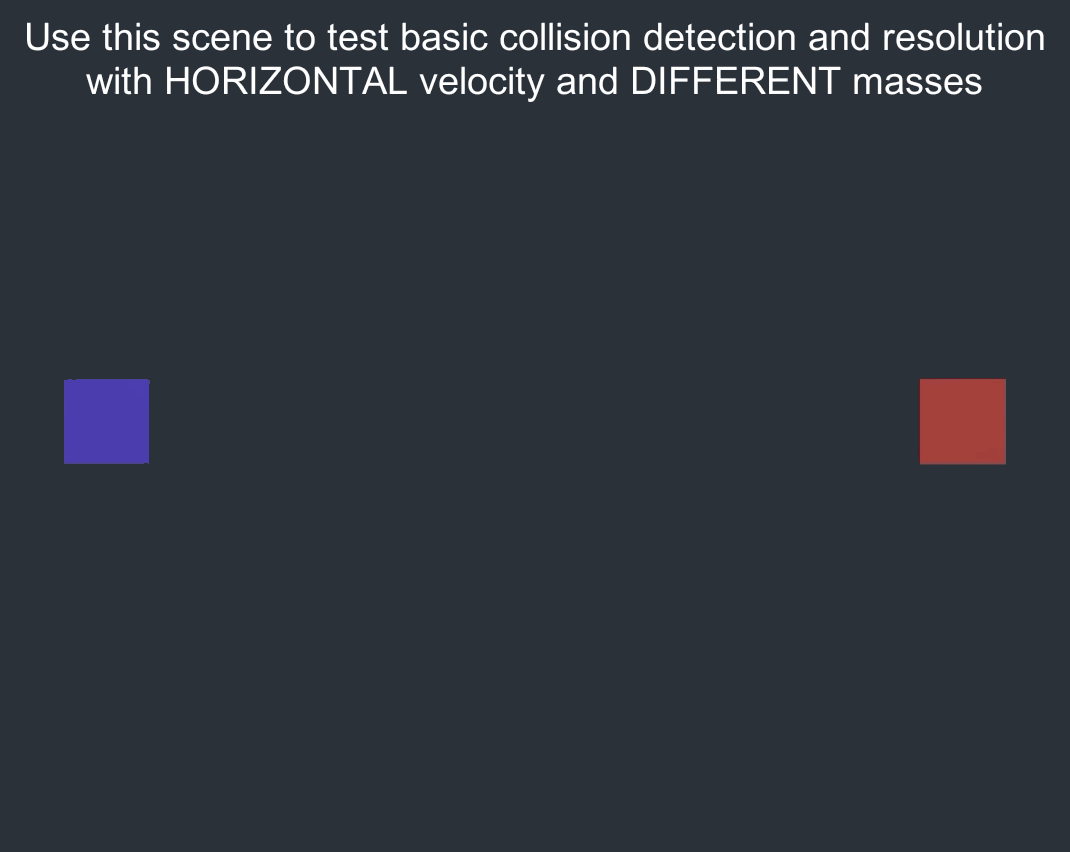 Use this scene to test basic collision detection and resolution
with HORIZONTAL velocity and DIFFERENT masses